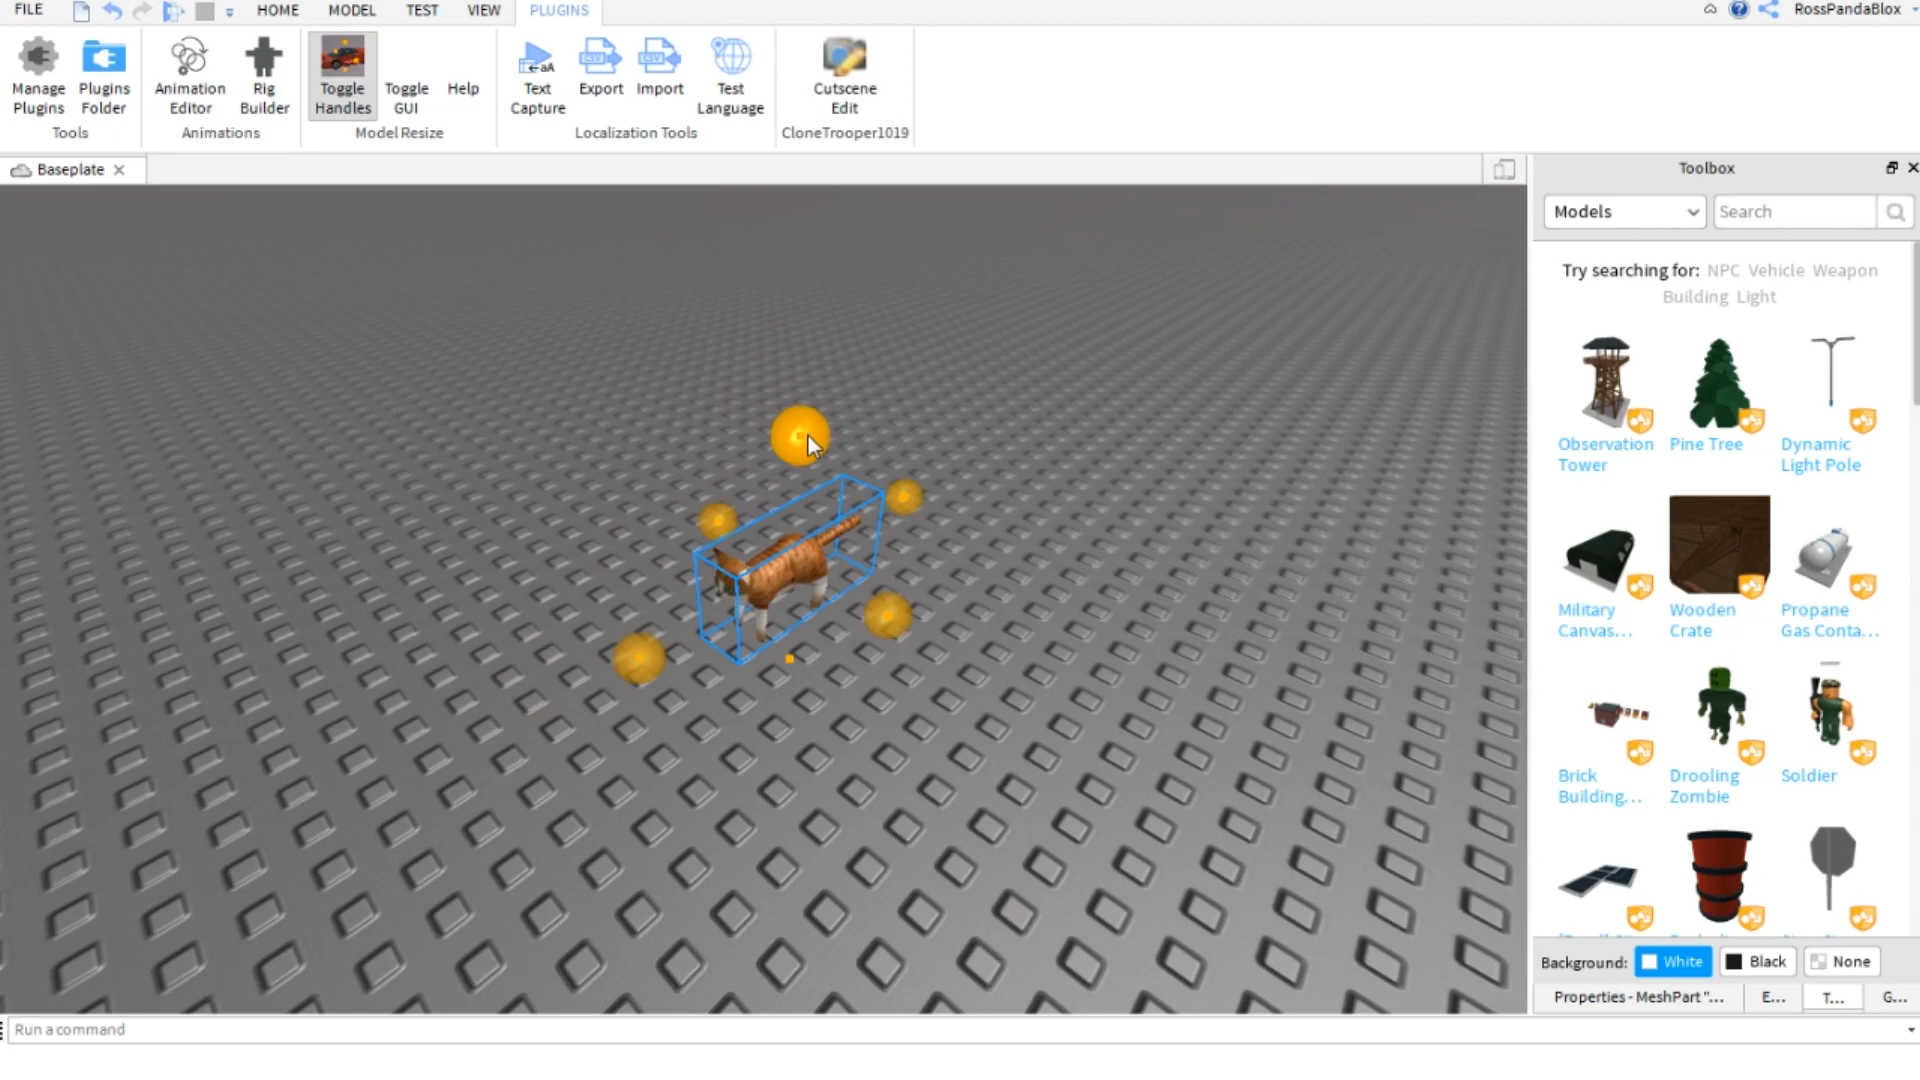 FILE HOME MODEL TEST VIEW PLUGINS RossPandaBlox
Manage Plugins
Plugins Folder
Animation Editor
Rig Builder
Toggle Handles
Toggle GUI
Help
←aA
Text Capture
CSV
Export
CSV
Import
Test Language
Cutscene Edit
Tools
Animations
Model Resize
Localization Tools
CloneTrooper1019
Baseplate
Toolbox
Models
Search
Try searching for: NPC Vehicle Weapon
Building Light
Observation Tower
Pine Tree
Dynamic Light Pole
Military Canvas...
Wooden Crate
Propane Gas Conta...
Brick Building...
Drooling Zombie
Soldier
Background: White Black None
Properties - MeshPart "... E... T... G...
Run a command